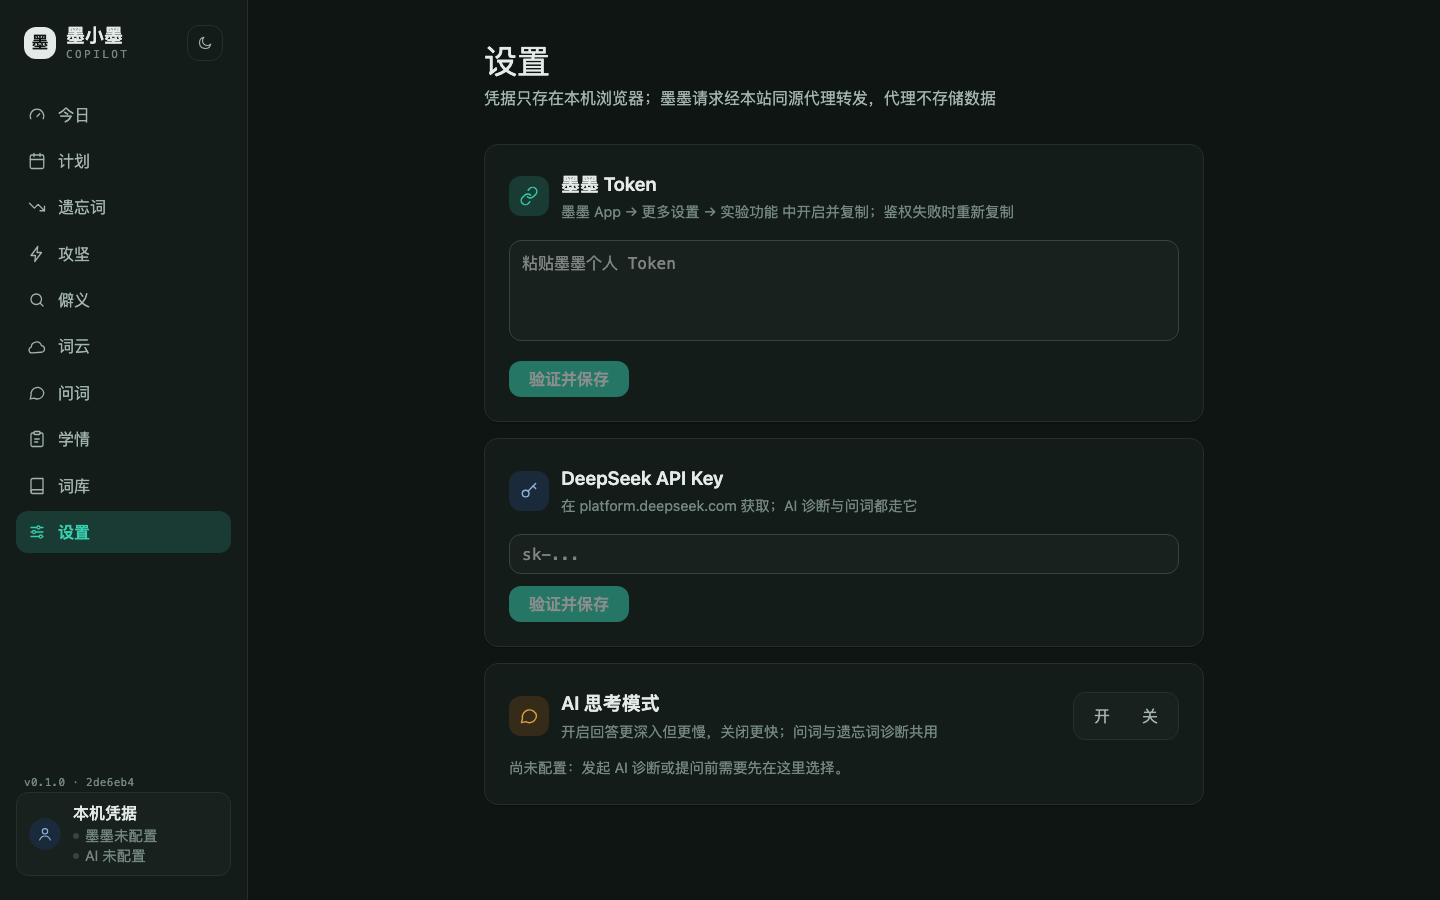 墨 墨小墨
COPILOT
今日
计划
遗忘词
攻坚
僻义
词云
问词
学情
词库
设置
v0.1.0 · 2de6eb4
本机凭据
墨墨未配置
AI 未配置
设置
凭据只存在本机浏览器；墨墨请求经本站同源代理转发，代理不存储数据
墨墨 Token
墨墨 App → 更多设置 → 实验功能 中开启并复制；鉴权失败时重新复制
粘贴墨墨个人 Token
验证并保存
DeepSeek API Key
在 platform.deepseek.com 获取；AI 诊断与问词都走它
sk-...
验证并保存
AI 思考模式
开启回答更深入但更慢，关闭更快；问词与遗忘词诊断共用
开 关
尚未配置：发起 AI 诊断或提问前需要先在这里选择。